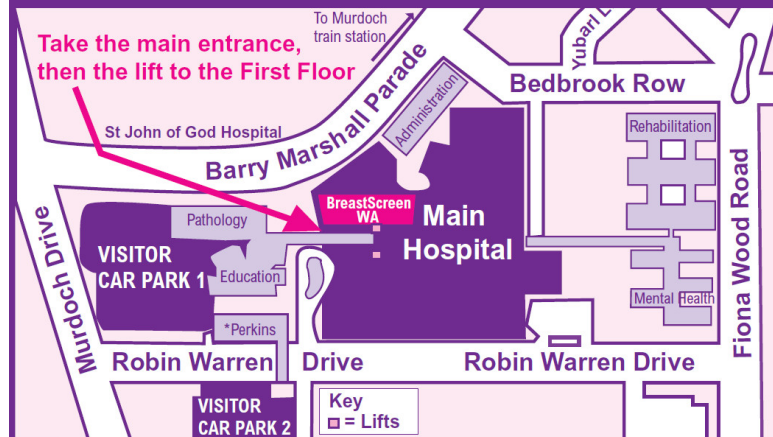 To Murdoch
train station
Take the main entrance,
then the lift to the First Floor
Yubarl L
Bedbrook Row
St John of God Hospital
Barry Marshall Parade
Administration
Rehabilitation
BreastScreen
WA
Main
Hospital
Pathology
VISITOR
CAR PARK 1
Education
Murdoch Drive
Fiona Wood Road
Mental Health
*Perkins
Robin Warren Drive
Robin Warren Drive
VISITOR
CAR PARK 2
Key
= Lifts